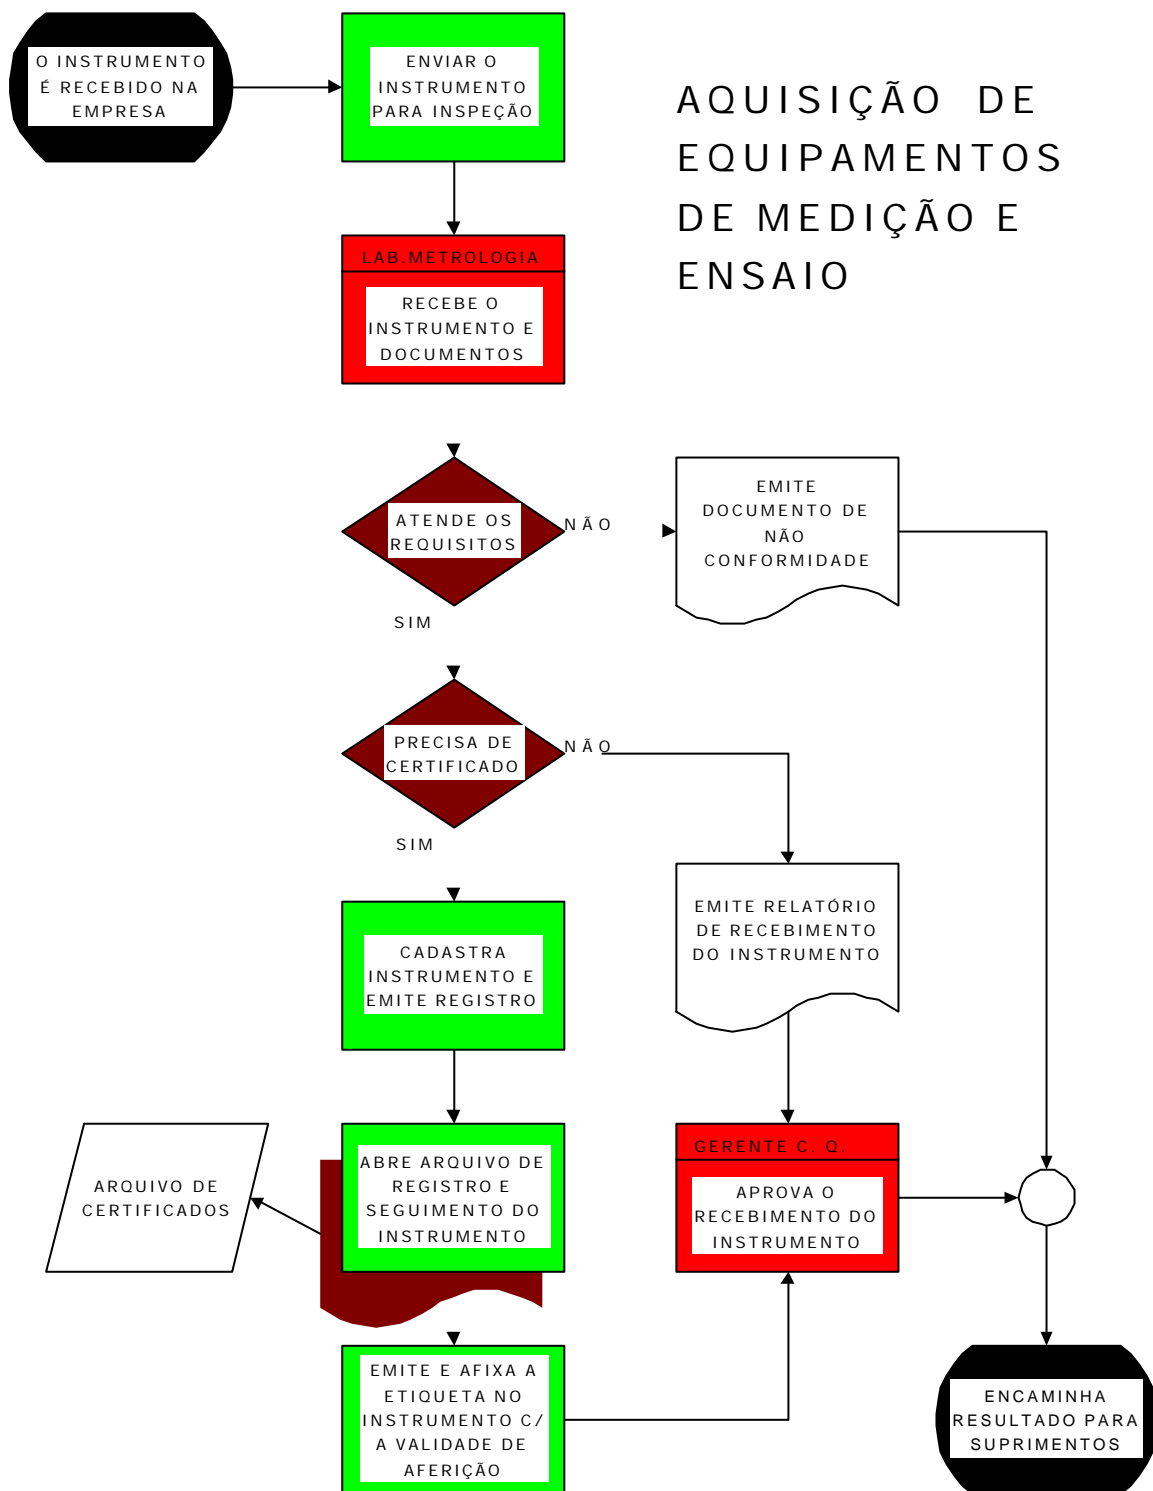 O INSTRUMENTO
É RECEBIDO NA
EMPRESA
ENVIAR O
INSTRUMENTO
PARA INSPEÇÃO
AQUISIÇÃO DE
EQUIPAMENTOS
DE MEDIÇÃO E
ENSAIO
LAB.METROLOGIA
RECEBE O
INSTRUMENTO E
DOCUMENTOS
ATENDE OS
REQUISITOS
NÃO
EMITE
DOCUMENTO DE
NÃO
CONFORMIDADE
SIM
PRECISA DE
CERTIFICADO
NÃO
SIM
EMITE RELATÓRIO
DE RECEBIMENTO
DO INSTRUMENTO
CADASTRA
INSTRUMENTO E
EMITE REGISTRO
ARQUIVO DE
CERTIFICADOS
ABRE ARQUIVO DE
REGISTRO E
SEGUIMENTO DO
INSTRUMENTO
GERENTE C. Q.
APROVA O
RECEBIMENTO DO
INSTRUMENTO
EMITE E AFIXA A
ETIQUETA NO
INSTRUMENTO C/
A VALIDADE DE
AFERIÇÃO
ENCAMINHA
RESULTADO PARA
SUPRIMENTOS